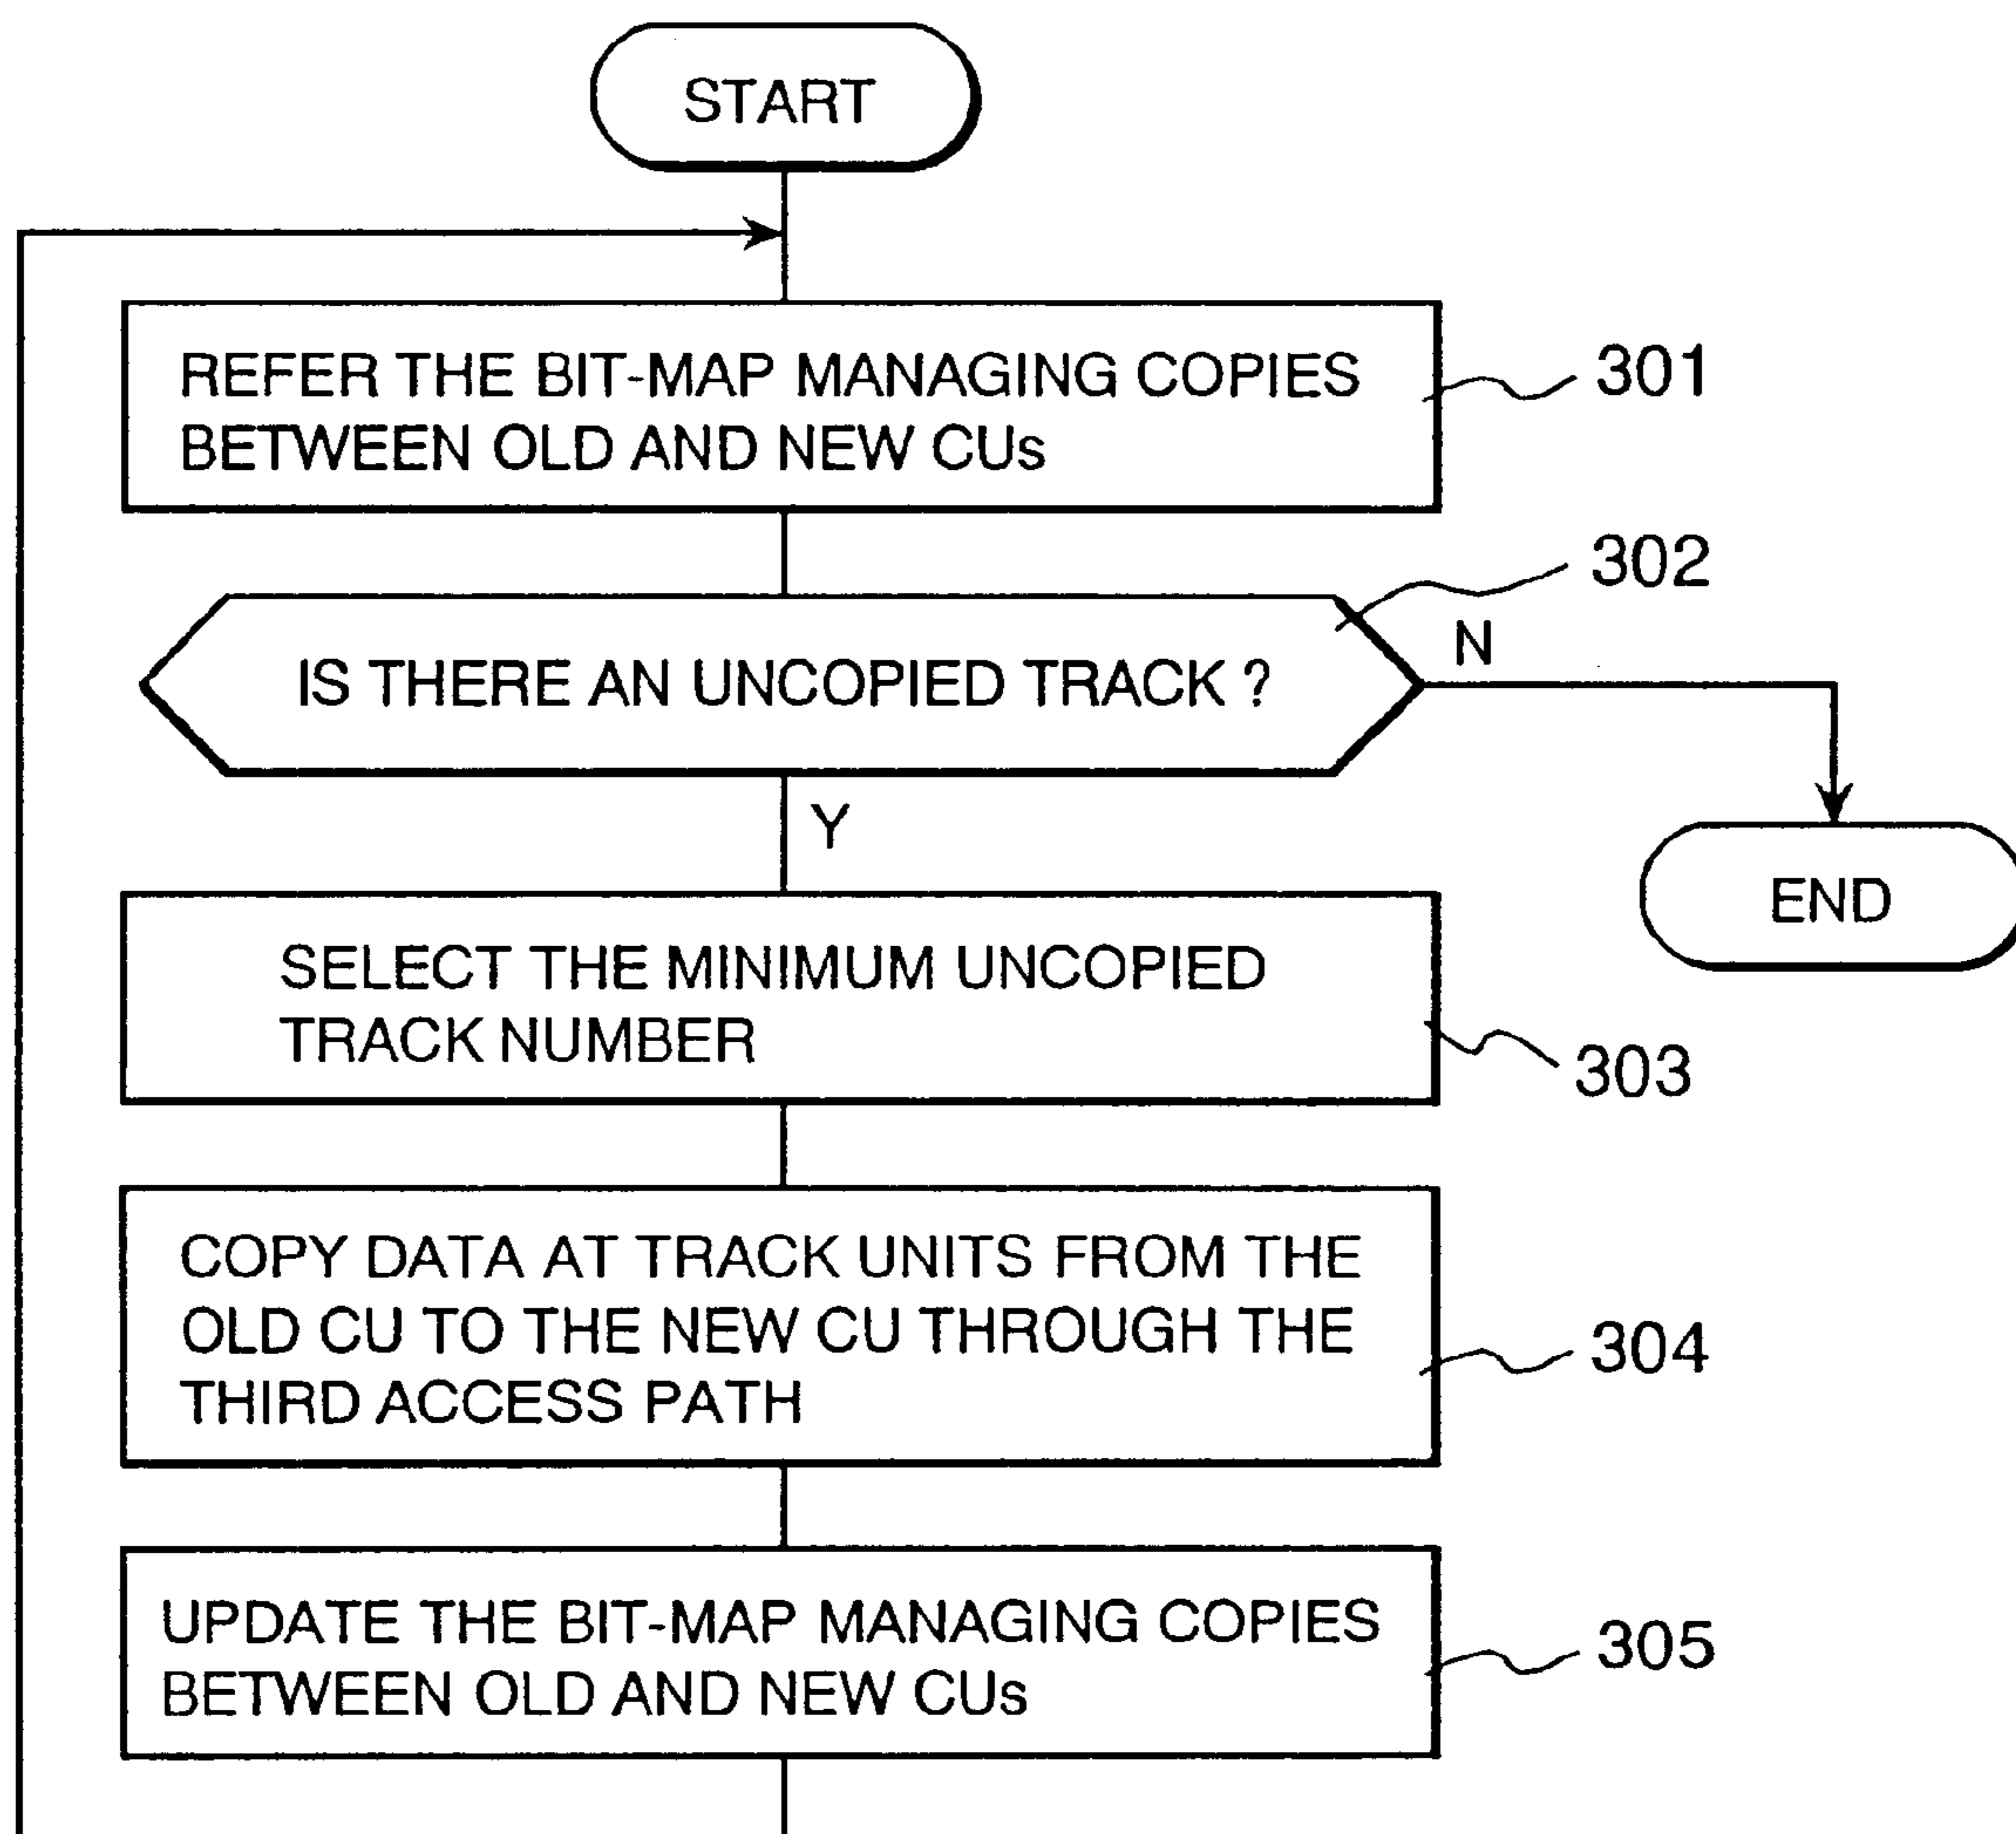 START
REFER THE BIT-MAP MANAGING COPIES
BETWEEN OLD AND NEW CUs
301
302
IS THERE AN UNCOPIED TRACK ?
N
Y
END
SELECT THE MINIMUM UNCOPIED
TRACK NUMBER
303
COPY DATA AT TRACK UNITS FROM THE
OLD CU TO THE NEW CU THROUGH THE
THIRD ACCESS PATH
304
UPDATE THE BIT-MAP MANAGING COPIES
BETWEEN OLD AND NEW CUs
305